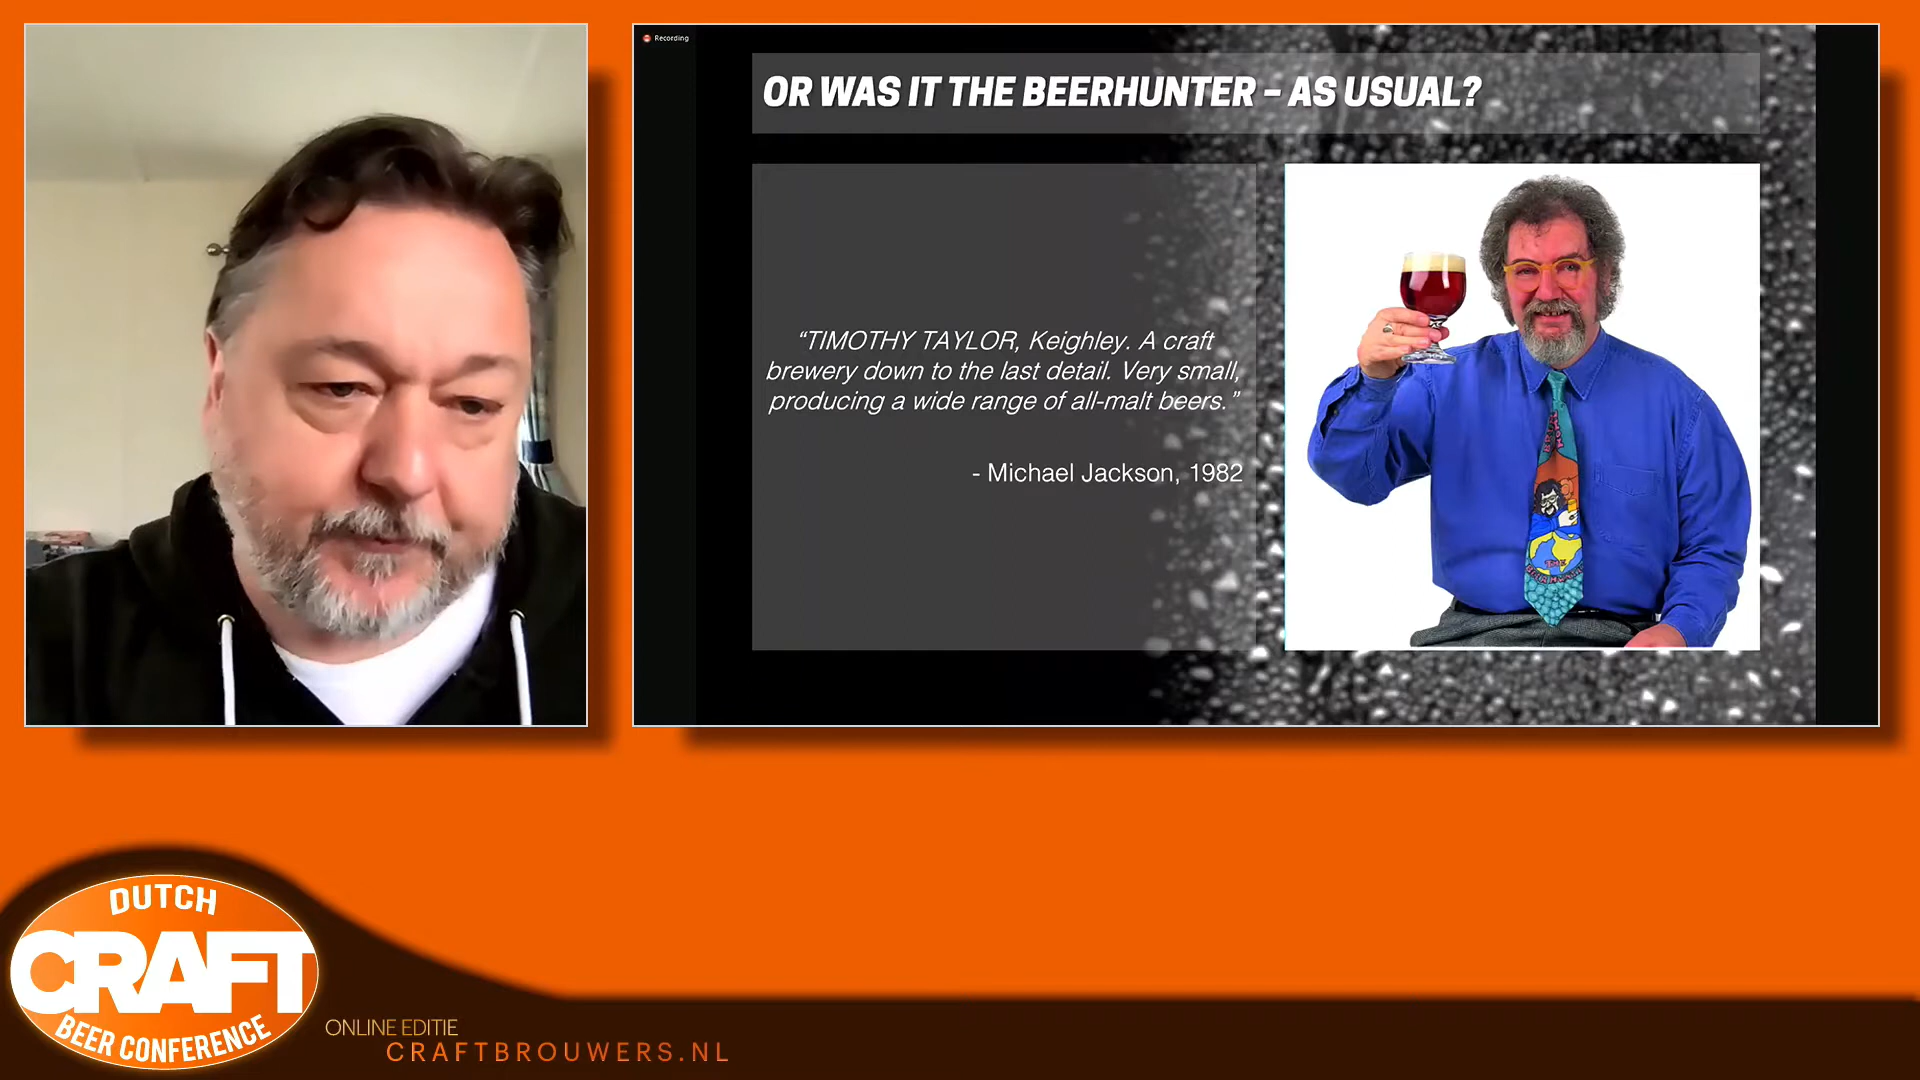 Recording
OR WAS IT THE BEERHUNTER – AS USUAL?
“TIMOTHY TAYLOR, Keighley. A craft
brewery down to the last detail. Very small,
producing a wide range of all-malt beers.”
- Michael Jackson, 1982
DUTCH
CRAFT
BEER CONFERENCE
ONLINE EDITIE
CRAFTBROUWERS.NL